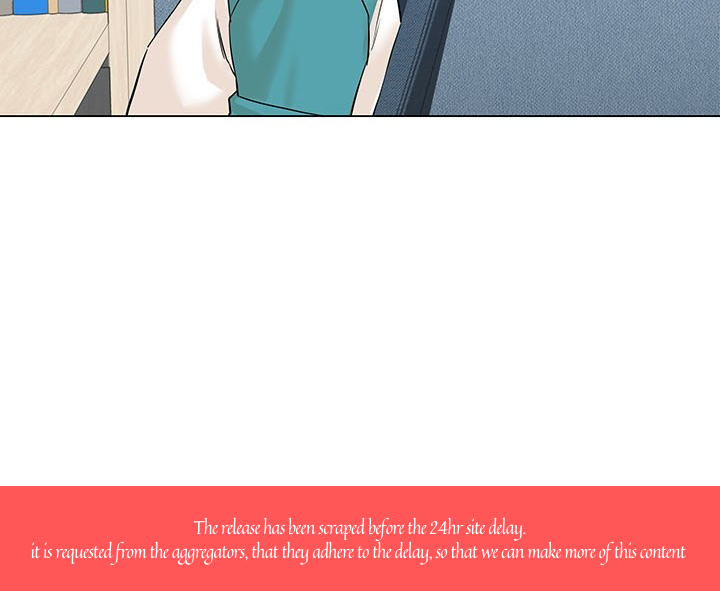 The release has been scraped before the 24hr site delay.
it is requested from the aggregators, that they adhere to the delay, so that we can make more of this content